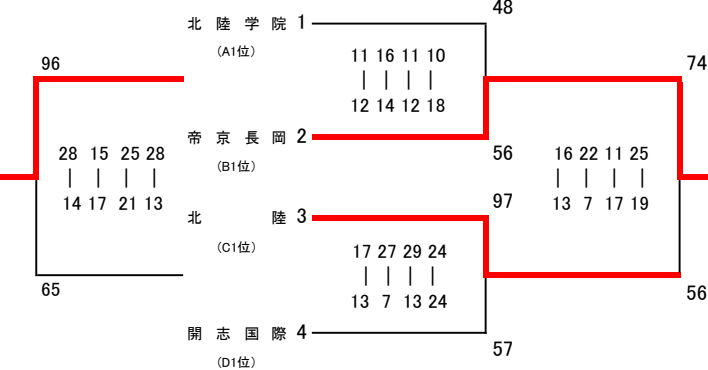 48
北陸学院 1
74
(A1位)
96
11 16 11 10
12 14 12 18
帝京長岡 2
28 15 25 28
56
16 22 11 25
(B1位)
14 17 21 13
97
13 7 17 19
北陸 3
(C1位)
17 27 29 24
65
56
13 7 13 24
開志国際 4
57
(D1位)